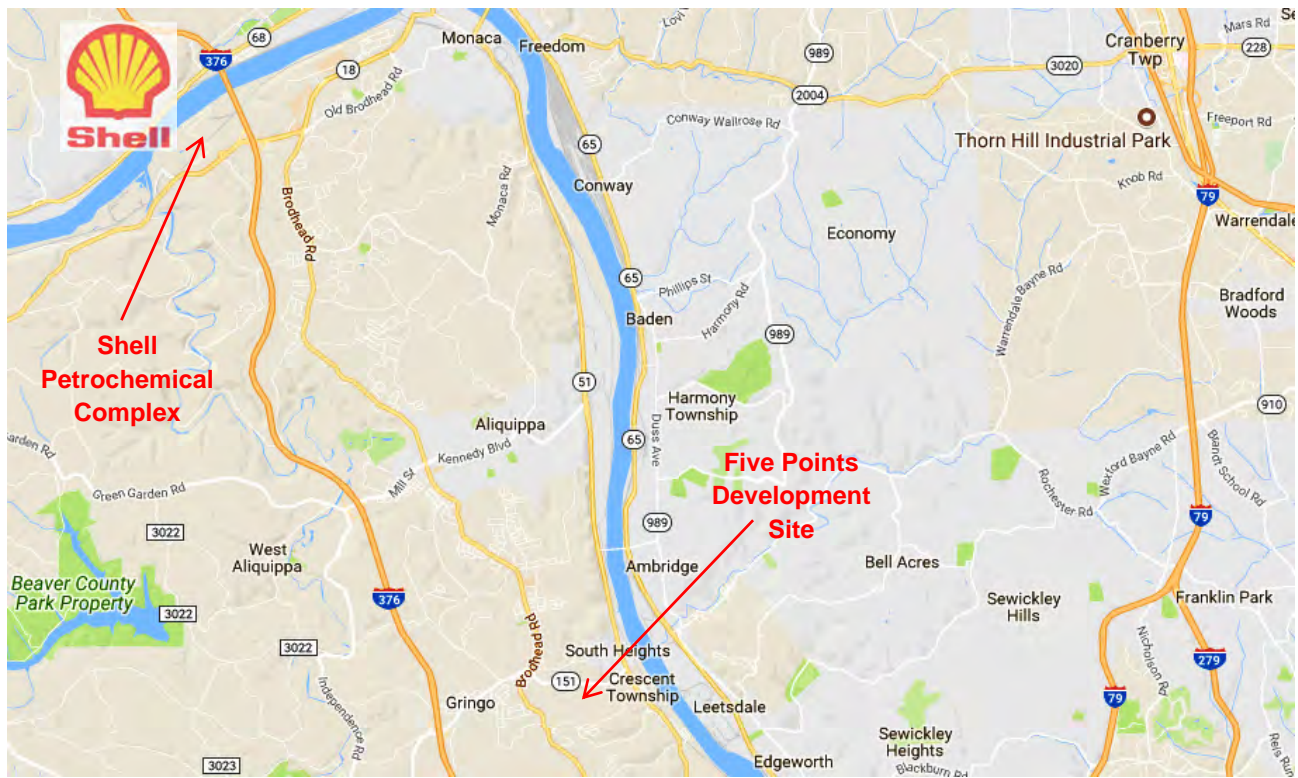 68
376
18
Monaca
Freedom
Lovi
989
Cranberry
Twp
Mars Rd
Se
228
3020
2004
Shell
Old Brodhead Rd
65
Conway Wallrose Rd
Thorn Hill Industrial Park
Freeport Rd
Knob Rd
Conway
79
Warrendale
Monaca Rd
Brodhead Rd
Economy
65
Phillips St
Harmony Rd
Warrendale Bayne Rd
Bradford
Woods
Baden
989
Shell
Petrochemical
Complex
51
Harmony
Township
Aliquippa
910
Duss Ave
65
Kennedy Blvd
Mill St
Garden Rd
Green Garden Rd
Five Points
Development
Site
Rochester Rd
Wexford Bayne Rd
Brandt School Rd
79
3022
989
West
Aliquippa
Ambridge
Bell Acres
Beaver County
Park Property
3022
376
Sewickley
Hills
Franklin Park
3022
Brodhead Rd
South Heights
279
151
Crescent
Township
Nicholson Rd
79
Independence Rd
Gringo
Leetsdale
Sewickley
Heights
Edgeworth
Blackburn Rd
3023
Reis Run